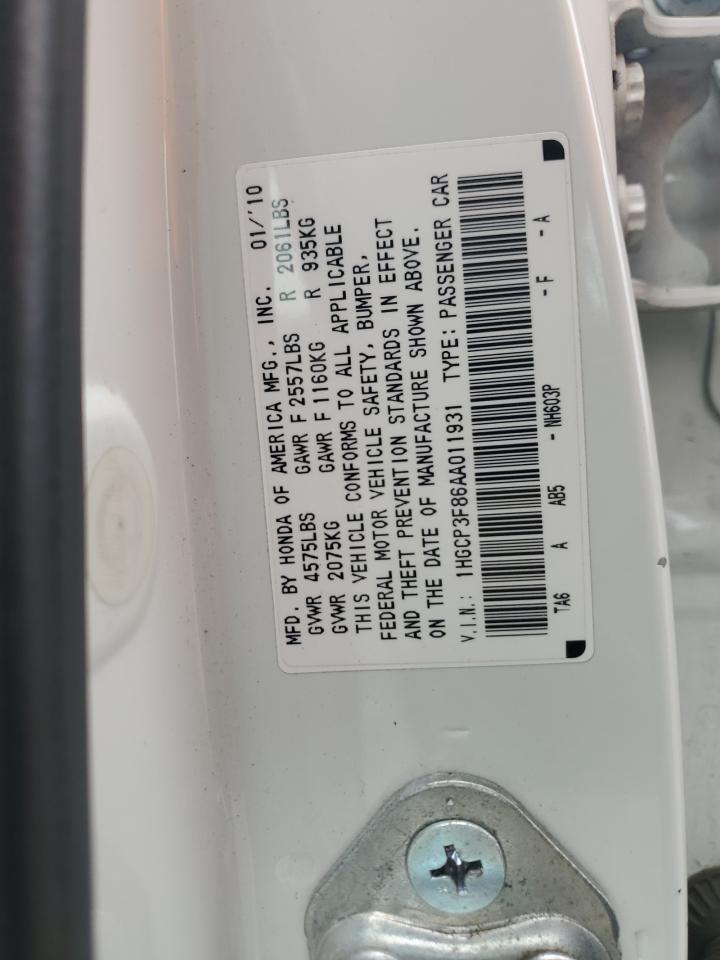 MFD. BY HONDA OF AMERICA MFG., INC. 01/'10
GVWR 4575LBS GAWR F 2557LBS R 2061LBS
GVWR 2075KG GAWR F 1160KG R 935KG
THIS VEHICLE CONFORMS TO ALL APPLICABLE
FEDERAL MOTOR VEHICLE SAFETY, BUMPER,
AND THEFT PREVENTION STANDARDS IN EFFECT
ON THE DATE OF MANUFACTURE SHOWN ABOVE.
V.I.N.: 1HGCP3F86AA011931 TYPE: PASSENGER CAR
TA6 A AB5 - NH603P - F - A